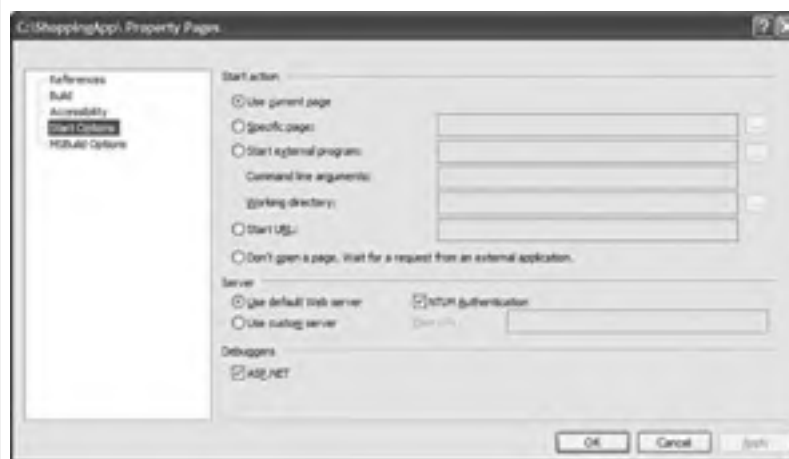 C:\ShoppingApp\ Property Pages
References
Build
Accessibility
Start Options
MSBuild Options
Start action
Use current page
Specific page:
Start external program:
Command line arguments:
Working directory:
Start URL:
Don't open a page. Wait for a request from an external application.
Server
Use default Web server
NTLM Authentication
Use custom server
Debuggers
ASP.NET
OK
Cancel
Apply